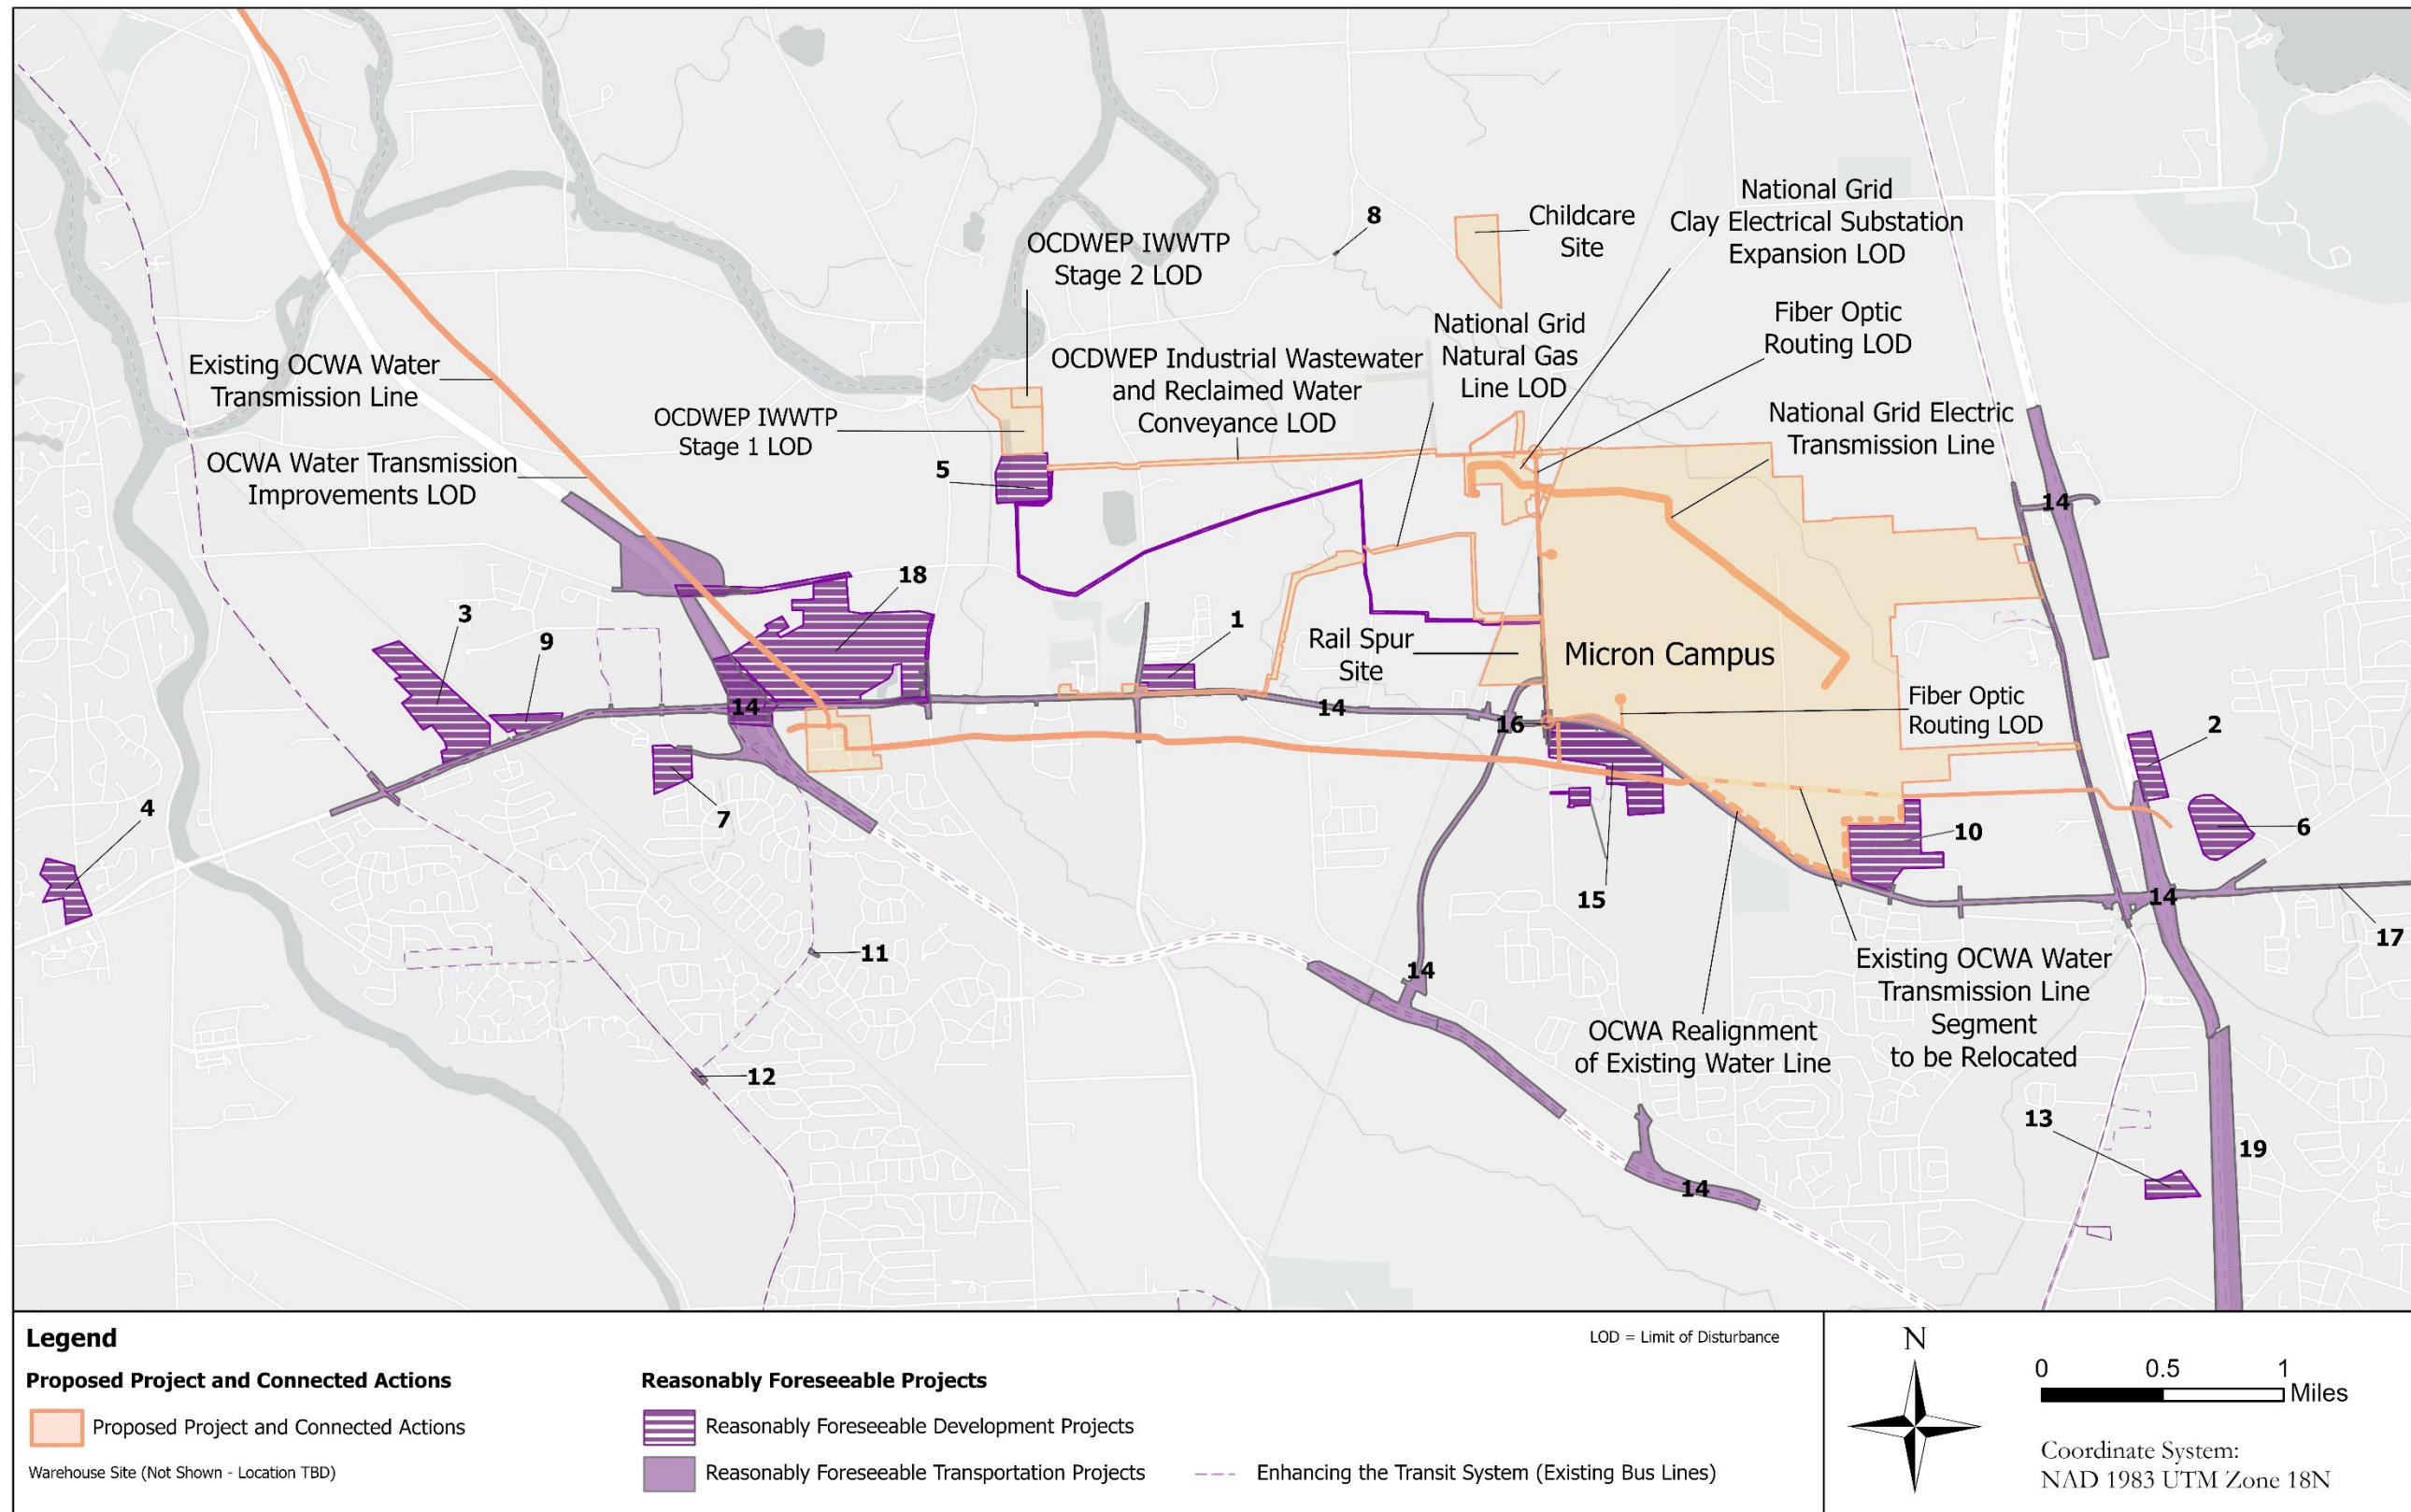 8
Childcare
Site
National Grid
Clay Electrical Substation
Expansion LOD
OCDWEP IWWTP
Stage 2 LOD
Fiber Optic
Routing LOD
National Grid
Natural Gas
Line LOD
OCDWEP Industrial Wastewater
and Reclaimed Water
Conveyance LOD
Existing OCWA Water
Transmission Line
OCDWEP IWWTP
Stage 1 LOD
National Grid Electric
Transmission Line
OCWA Water Transmission
Improvements LOD
5
14
18
3
9
1
Rail Spur
Site
Micron Campus
14
14
16
Fiber Optic
Routing LOD
2
4
7
10
6
15
14
17
11
14
Existing OCWA Water
Transmission Line
Segment
to be Relocated
OCWA Realignment
of Existing Water Line
12
13
19
14
Legend
LOD = Limit of Disturbance
Proposed Project and Connected Actions
Proposed Project and Connected Actions
Warehouse Site (Not Shown - Location TBD)
Reasonably Foreseeable Projects
Reasonably Foreseeable Development Projects
Reasonably Foreseeable Transportation Projects
Enhancing the Transit System (Existing Bus Lines)
N
0 0.5 1
Miles
Coordinate System:
NAD 1983 UTM Zone 18N